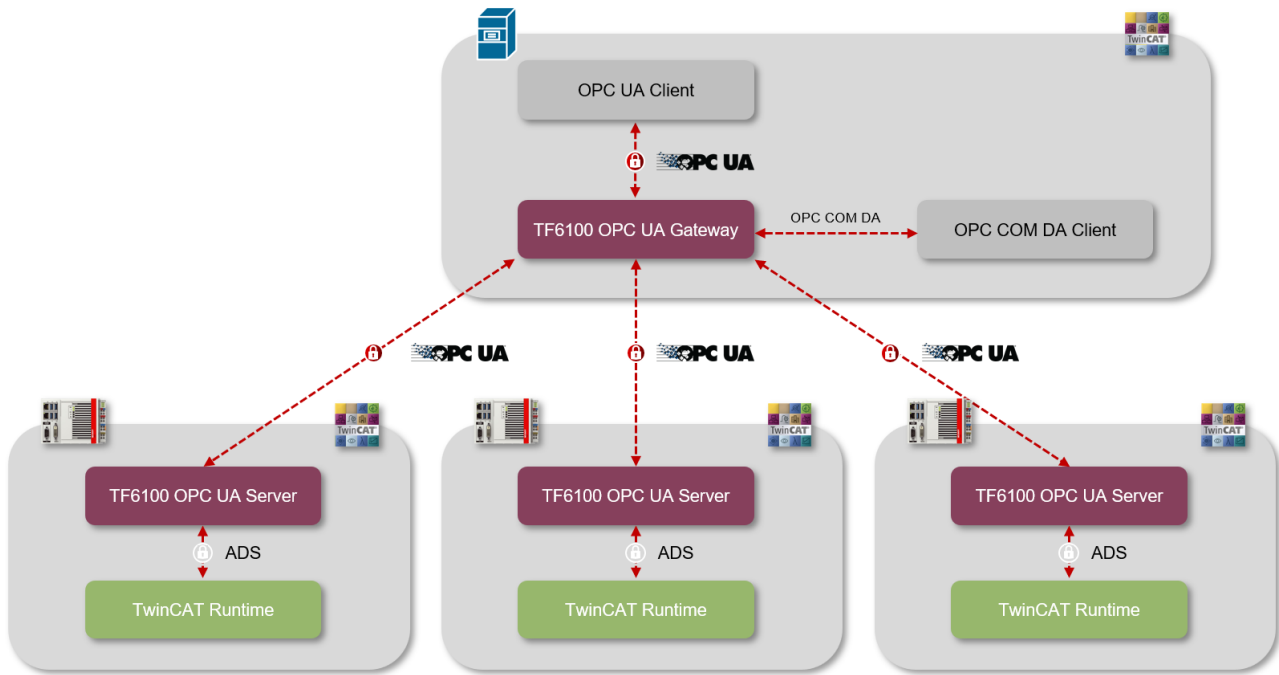 TwinCAT®
OPC UA Client
OPC UA
TF6100 OPC UA Gateway
OPC COM DA
OPC COM DA Client
OPC UA
OPC UA
OPC UA
TwinCAT®
TwinCAT®
TwinCAT®
TF6100 OPC UA Server
TF6100 OPC UA Server
TF6100 OPC UA Server
ADS
ADS
ADS
TwinCAT Runtime
TwinCAT Runtime
TwinCAT Runtime